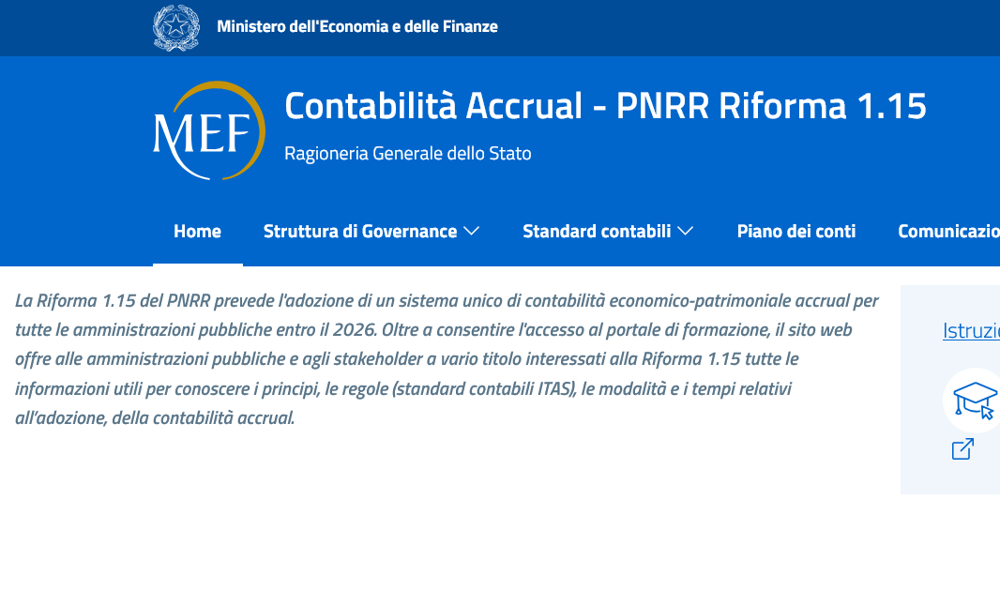 Ministero dell'Economia e delle Finanze
MEF
Contabilità Accrual - PNRR Riforma 1.15
Ragioneria Generale dello Stato
Home Struttura di Governance Standard contabili Piano dei conti Comunicazio
La Riforma 1.15 del PNRR prevede l'adozione di un sistema unico di contabilità economico-patrimoniale accrual per
tutte le amministrazioni pubbliche entro il 2026. Oltre a consentire l'accesso al portale di formazione, il sito web
offre alle amministrazioni pubbliche e agli stakeholder a vario titolo interessati alla Riforma 1.15 tutte le
informazioni utili per conoscere i principi, le regole (standard contabili ITAS), le modalità e i tempi relativi
all’adozione, della contabilità accrual.
Istruzio